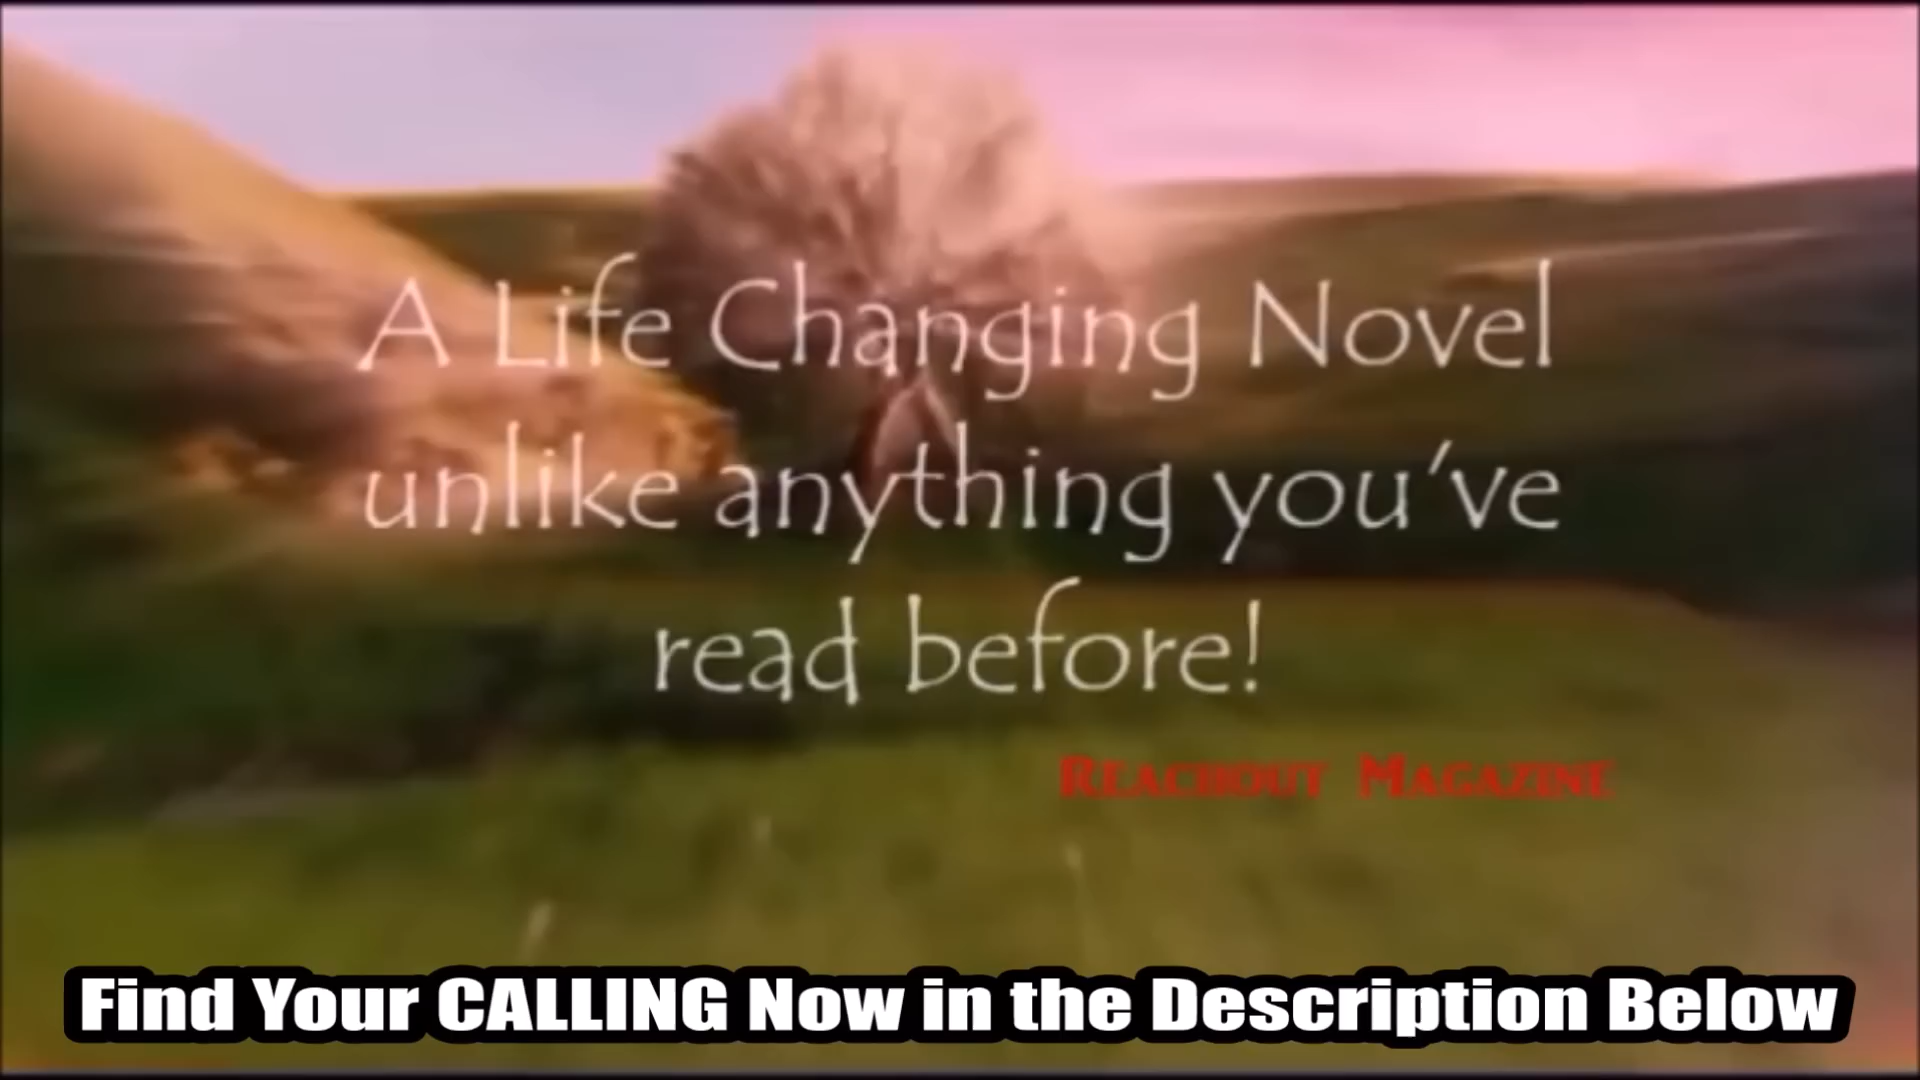 A Life Changing Novel
unlike anything you've
read before!
Reachout Magazine
Find Your CALLING Now in the Description Below